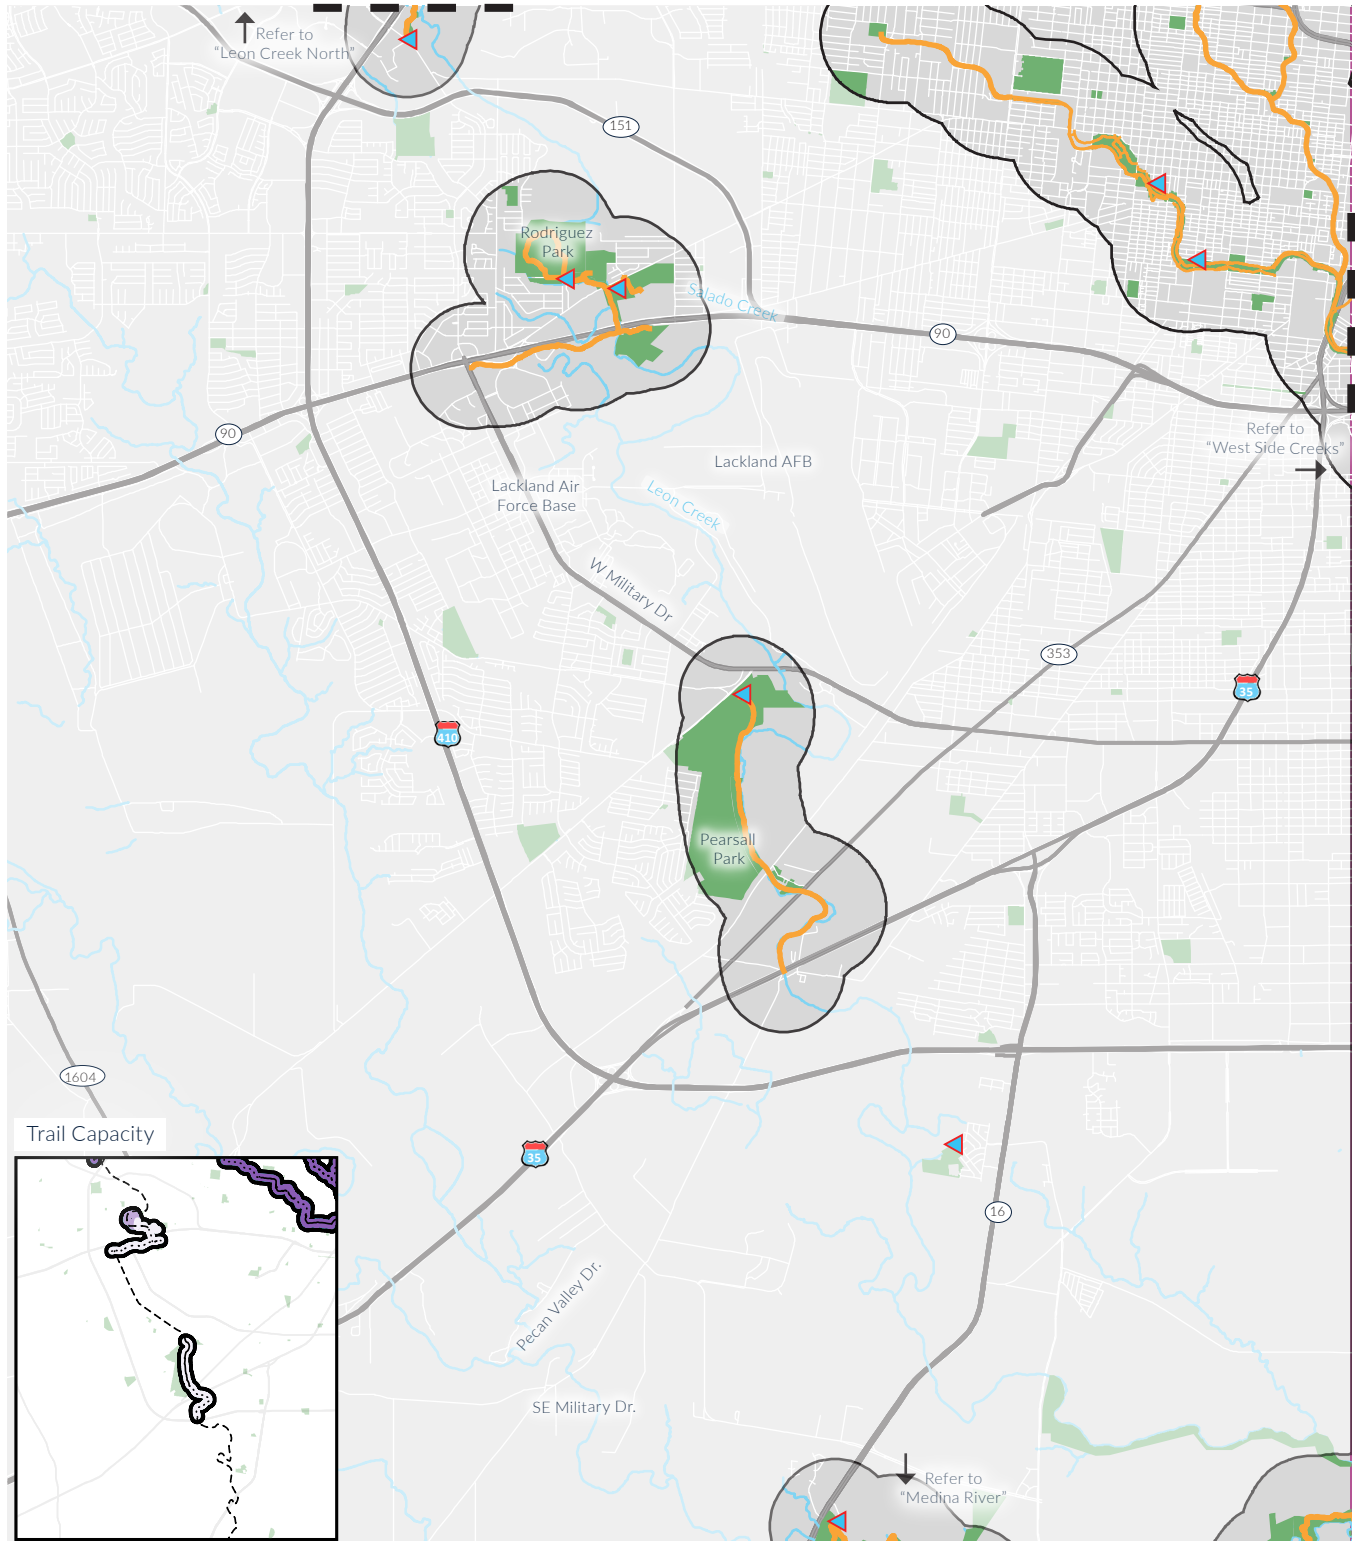 Refer to
“Leon Creek North”
151
Rodriguez
Park
Salado Creek
90
90
Refer to
“West Side Creeks”
Lackland AFB
Lackland Air
Force Base
Leon Creek
W Military Dr
353
35
410
Pearsall
Park
1604
Trail Capacity
35
16
Pecan Valley Dr.
SE Military Dr.
Refer to
“Medina River”